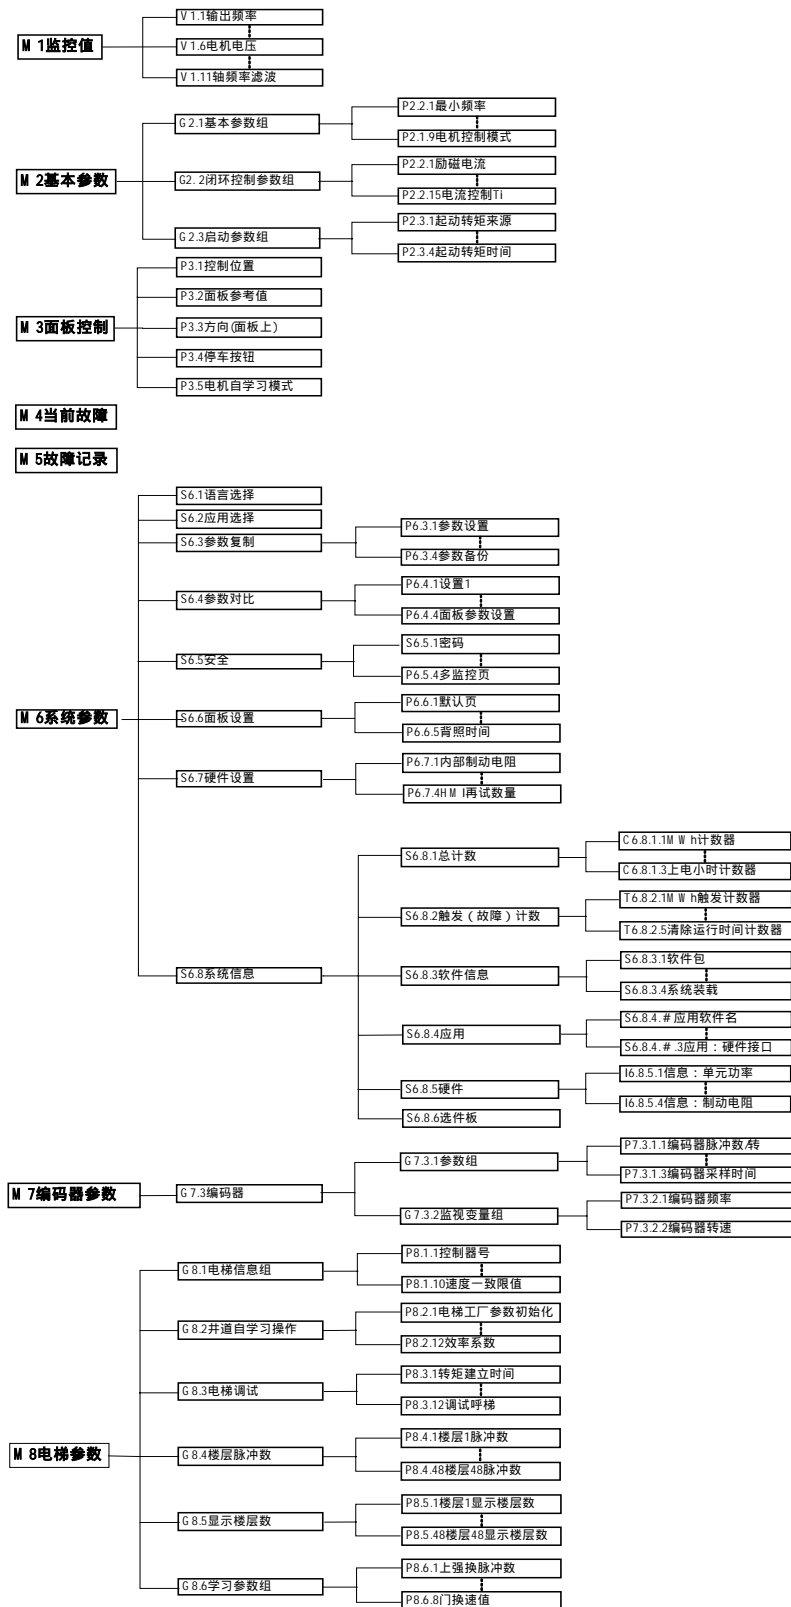 M 1监控值
V 1.1输出频率
V 1.6电机电压
V 1.11轴频率滤波
M 2基本参数
G 2.1基本参数组
P2.2.1最小频率
P2.1.9电机控制模式
G2. 2闭环控制参数组
P2.2.1励磁电流
P2.2.15电流控制Ti
G 2.3启动参数组
P2.3.1起动转矩来源
P2.3.4起动转矩时间
M 3面板控制
P3.1控制位置
P3.2面板参考值
P3.3方向(面板上)
P3.4停车按钮
P3.5电机自学习模式
M 4当前故障
M 5故障记录
M 6系统参数
S6.1语言选择
S6.2应用选择
S6.3参数复制
P6.3.1参数设置
P6.3.4参数备份
S6.4参数对比
P6.4.1设置1
P6.4.4面板参数设置
S6.5安全
S6.5.1密码
P6.5.4多监控页
S6.6面板设置
P6.6.1默认页
P6.6.5背照时间
S6.7硬件设置
P6.7.1内部制动电阻
P6.7.4H M I再试数量
S6.8系统信息
S6.8.1总计数
C 6.8.1.1M W h计数器
C 6.8.1.3上电小时计数器
S6.8.2触发（故障）计数
T6.8.2.1M W h触发计数器
T6.8.2.5清除运行时间计数器
S6.8.3软件信息
S6.8.3.1软件包
S6.8.3.4系统装载
S6.8.4应用
S6.8.4.#应用软件名
S6.8.4.#.3应用：硬件接口
S6.8.5硬件
I6.8.5.1信息：单元功率
I6.8.5.4信息：制动电阻
S6.8.6选件板
M 7编码器参数
G 7.3编码器
G 7.3.1参数组
P7.3.1.1编码器脉冲数/转
P7.3.1.3编码器采样时间
G 7.3.2监视变量组
P7.3.2.1编码器频率
P7.3.2.2编码器转速
M 8电梯参数
G 8.1电梯信息组
P8.1.1控制器号
P8.1.10速度一致限值
G 8.2井道自学习操作
P8.2.1电梯工厂参数初始化
P8.2.12效率系数
G 8.3电梯调试
P8.3.1转矩建立时间
P8.3.12调试呼梯
G 8.4楼层脉冲数
P8.4.1楼层1脉冲数
P8.4.48楼层48脉冲数
G 8.5显示楼层数
P8.5.1楼层1显示楼层数
P8.5.48楼层48显示楼层数
G 8.6学习参数组
P8.6.1上强换脉冲数
P8.6.8门换速值